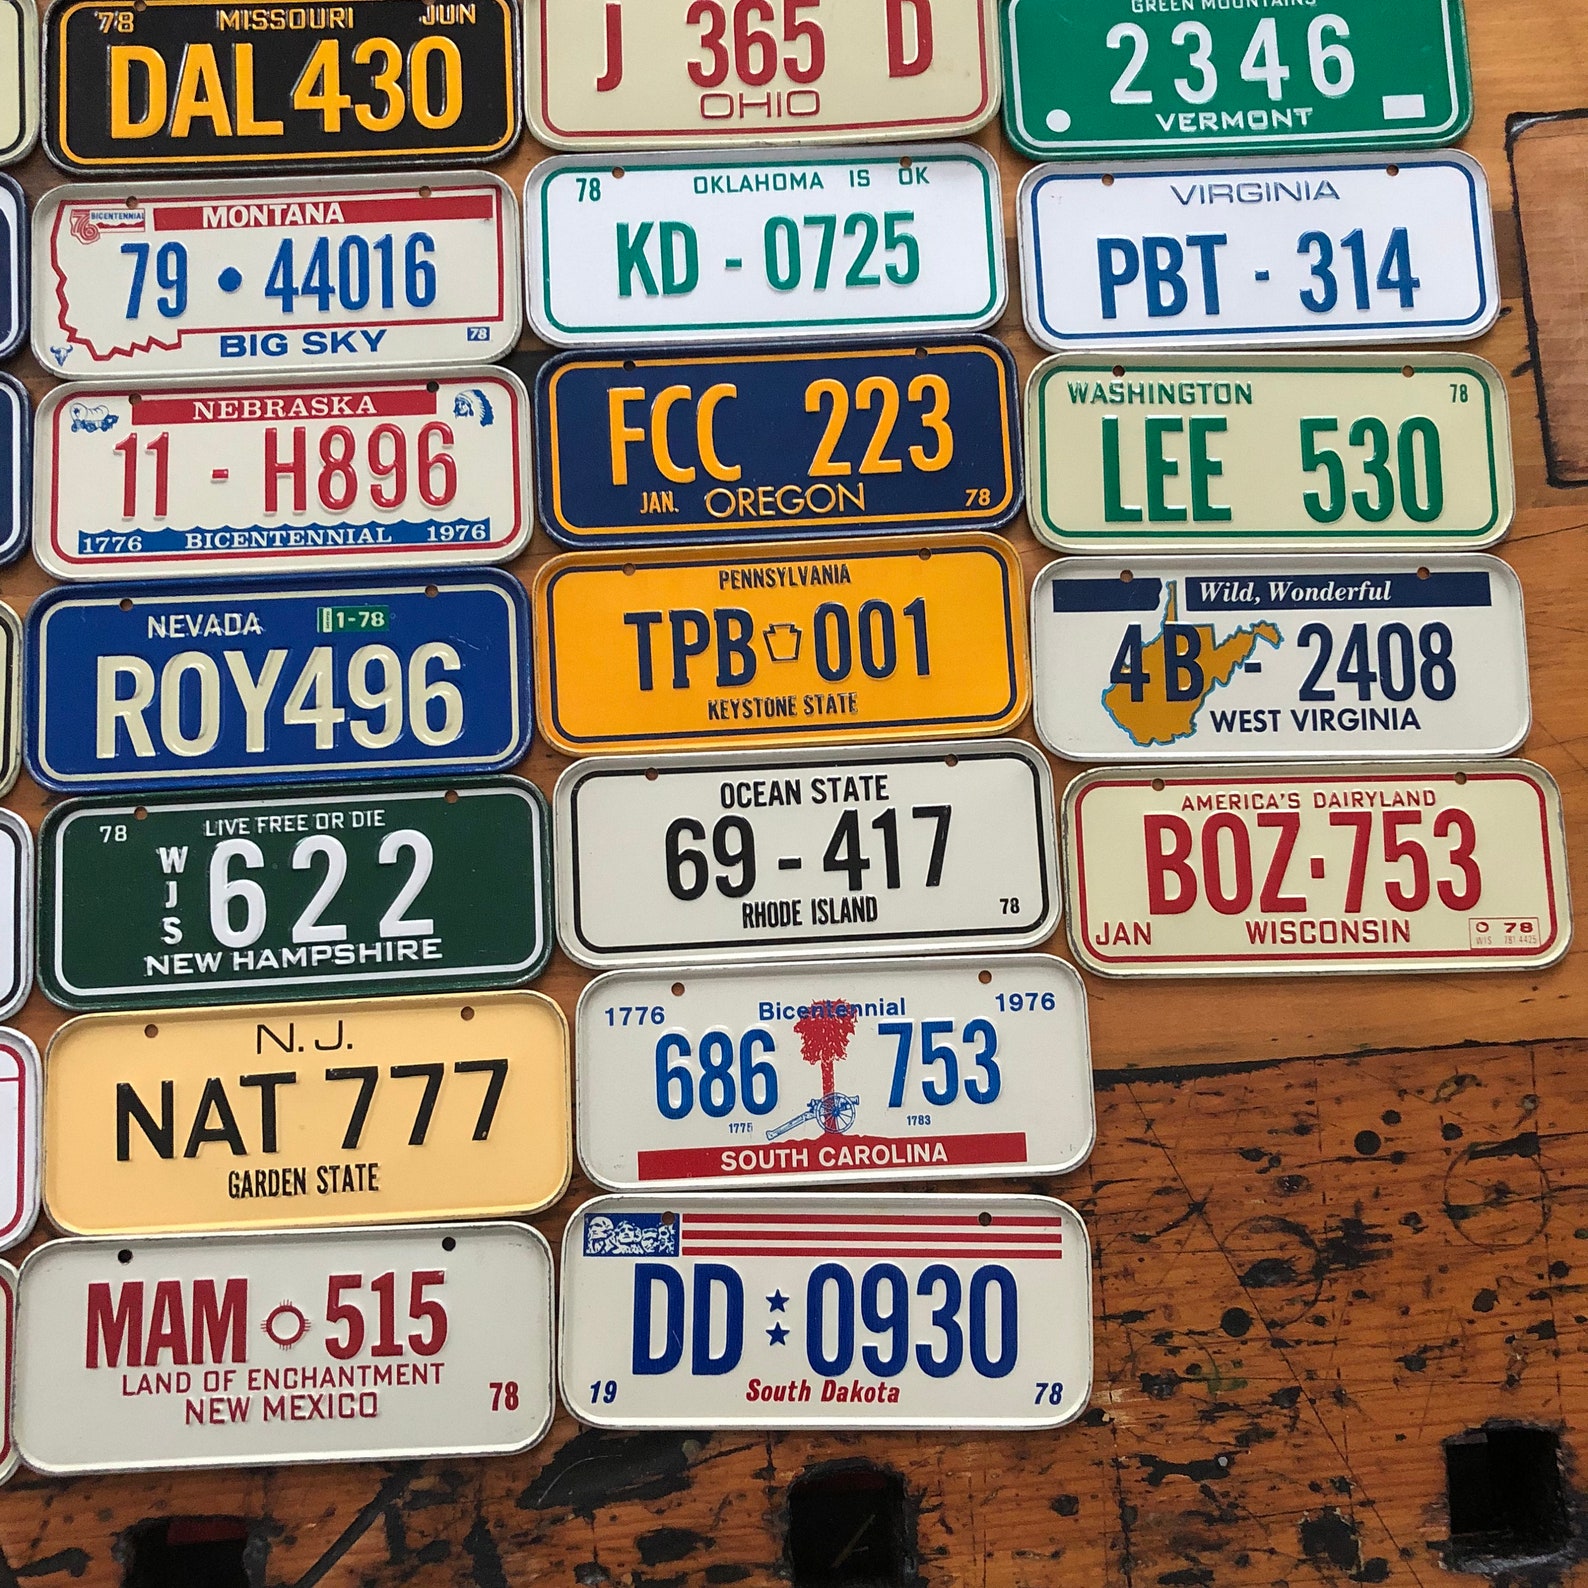 '78 MISSOURI JUN
DAL 430
MONTANA
76 BICENTENNIAL
79 • 44016
BIG SKY 78
NEBRASKA
11 - H896
1776 BICENTENNIAL 1976
NEVADA 1-78
ROY496
78 LIVE FREE OR DIE
WJS 622
NEW HAMPSHIRE
N.J.
NAT 777
GARDEN STATE
MAM 515
LAND OF ENCHANTMENT
NEW MEXICO 78
J 365 D
OHIO
78 OKLAHOMA IS OK
KD - 0725
FCC 223
JAN. OREGON 78
PENNSYLVANIA
TPB 001
KEYSTONE STATE
OCEAN STATE
69 - 417
RHODE ISLAND 78
1776 Bicentennial 1976
686 753
1775 1783
SOUTH CAROLINA
DD 0930
19 South Dakota 78
GREEN MOUNTAINS
2346
VERMONT
VIRGINIA
PBT - 314
WASHINGTON 78
LEE 530
Wild, Wonderful
4B - 2408
WEST VIRGINIA
AMERICA'S DAIRYLAND
BOZ·753
JAN WISCONSIN 78